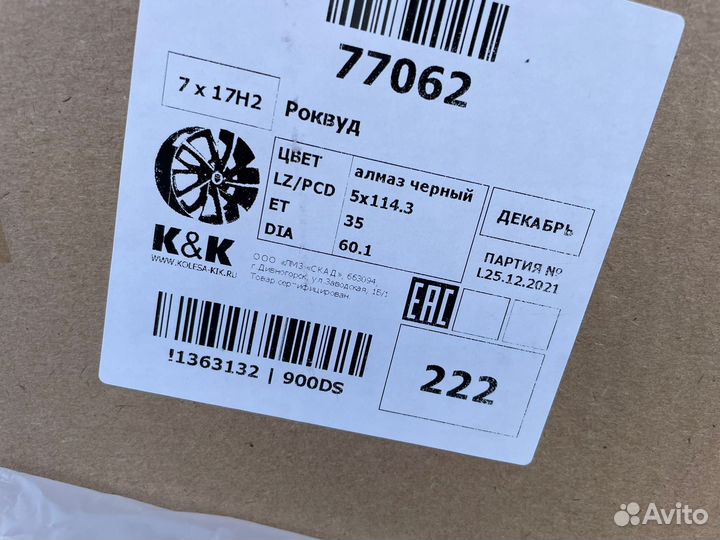 77062
7 x 17H2
Роквуд
ЦВЕТ алмаз черный
LZ/PCD 5x114.3
ET 35
DIA 60.1
ДЕКАБРЬ
K&K
WWW.KOLESA-KIK.RU
ООО «ЛМЗ «СКАД», 663094,
г.Дивногорск, ул.Заводская, 15/1
Товар сертифицирован
ПАРТИЯ №
L25.12.2021
EAC
!1363132 | 900DS
222
Avito